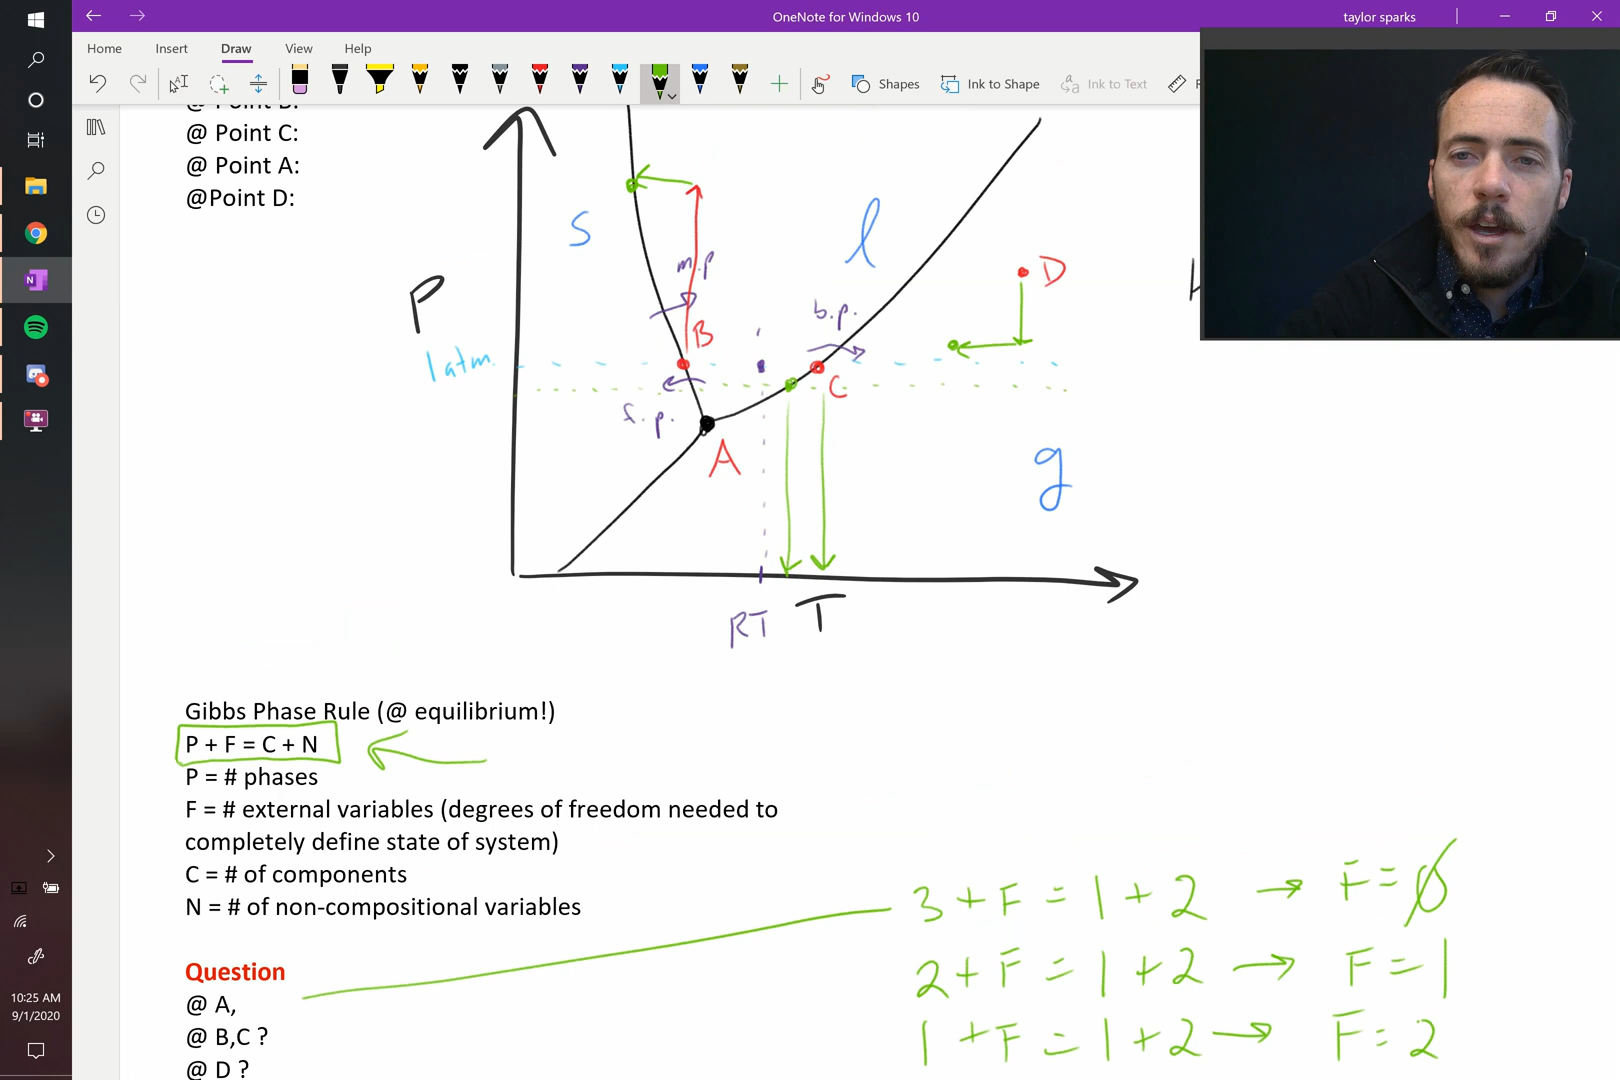 OneNote for Windows 10
taylor sparks
Home Insert Draw View Help
Shapes
Ink to Shape
Ink to Text
@ Point B:
@ Point C:
@ Point A:
@Point D:
P
s
l
g
m.p
b.p.
f.p.
B
C
A
D
1 atm.
RT
T
Gibbs Phase Rule (@ equilibrium!)
P + F = C + N
P = # phases
F = # external variables (degrees of freedom needed to
completely define state of system)
C = # of components
N = # of non-compositional variables
Question
@ A,
@ B,C ?
@ D ?
3 + F = 1 + 2 → F = 0
2 + F = 1 + 2 → F = 1
1 + F = 1 + 2 → F = 2
10:25 AM
9/1/2020